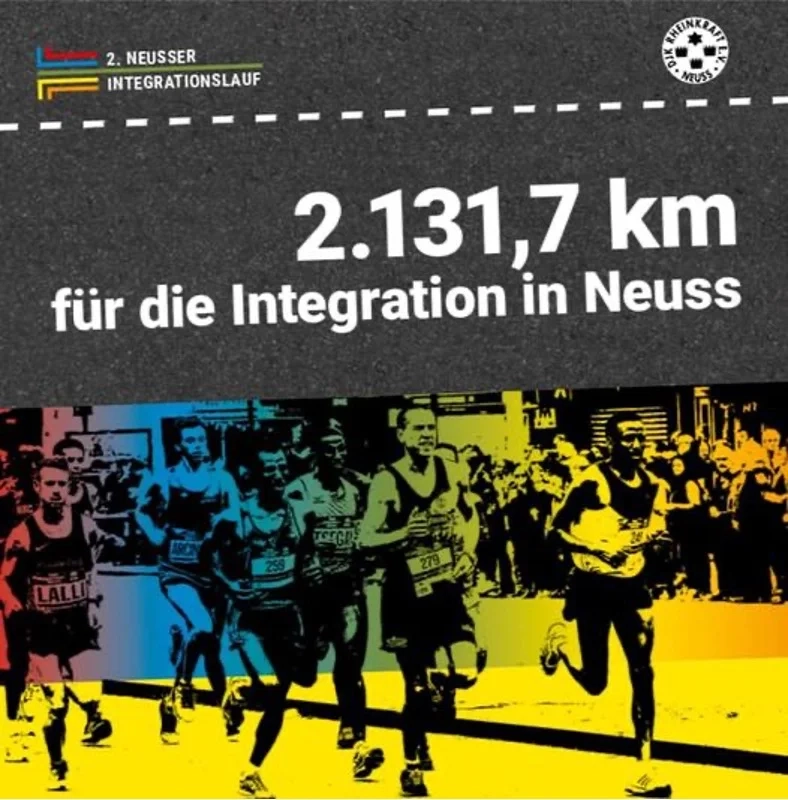 2. NEUSSER
INTEGRATIONSLAUF
DJK RHEINKRAFT E.V.
NEUSS
2.131,7 km
für die Integration in Neuss
LALLI
259
279